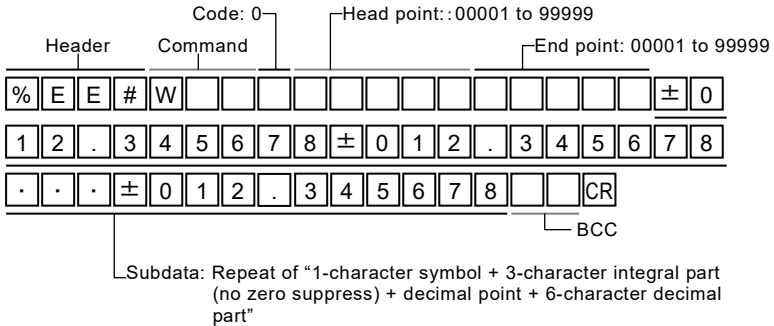 Code: 0 Head point: :00001 to 99999
Header Command End point: 00001 to 99999
% E E # W ± 0
1 2 . 3 4 5 6 7 8 ± 0 1 2 . 3 4 5 6 7 8
· · · ± 0 1 2 . 3 4 5 6 7 8 CR
BCC
Subdata: Repeat of “1-character symbol + 3-character integral part
(no zero suppress) + decimal point + 6-character decimal
part”